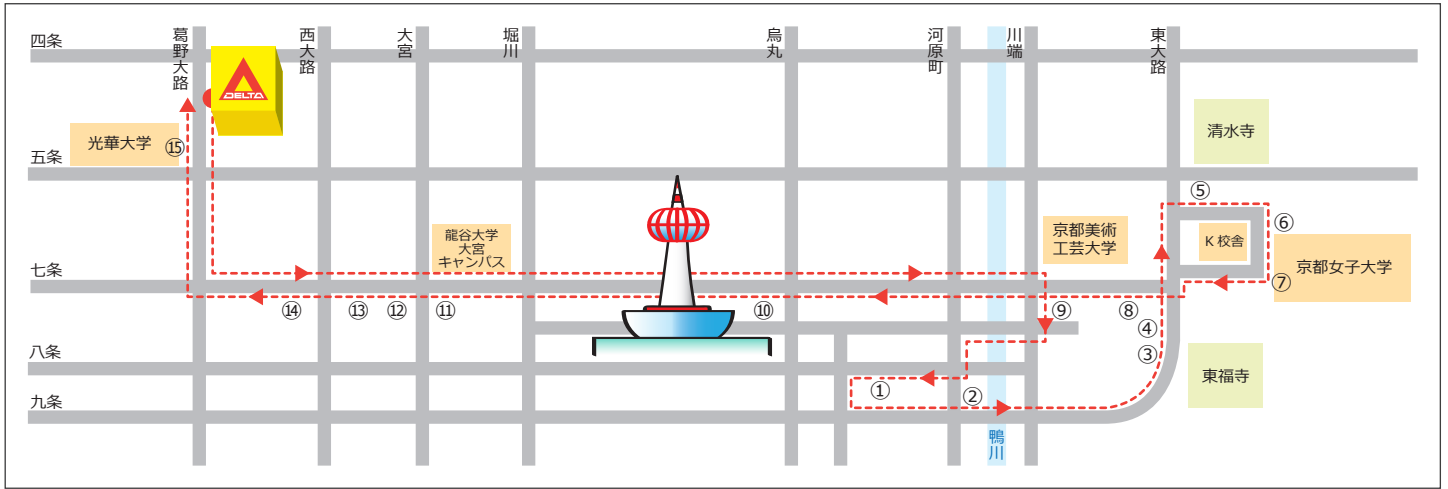 四条
五条
七条
八条
九条
葛野大路
西大路
大宮
堀川
烏丸
河原町
川端
東大路
DELTA
光華大学
⑮
清水寺
龍谷大学
大宮
キャンパス
京都美術
工芸大学
⑤
K 校舎
⑥
京都女子大学
⑦
⑭
⑬
⑫
⑪
⑩
⑨
⑧
④
③
東福寺
①
②
鴨川